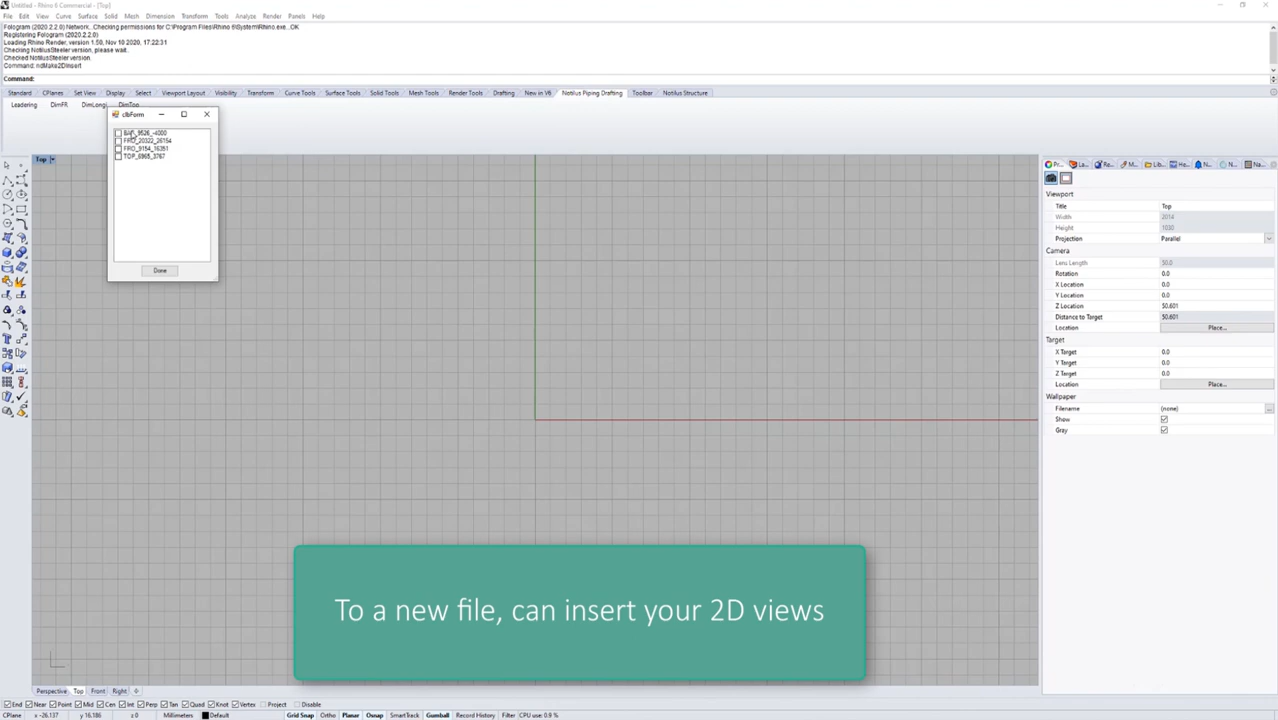 Untitled - Rhino 6 Commercial - [Top]
File Edit View Curve Surface Solid Mesh Dimension Transform Tools Analyze Render Panels Help
Fologram (2020.2.2.0) Network. Checking permissions for C:\Program Files\Rhino 6\System\Rhino.exe...OK
Registering Fologram (2020.2.2.0)
Loading Rhino Render, version 1.50, Nov 10 2020, 17:22:31
Checking NotilusSteeler version, please wait..
Checked NotilusSteeler version.
Command: ndMake2DInsert
Command:
Standard CPlanes Set View Display Select Viewport Layout Visibility Transform Curve Tools Surface Tools Solid Tools Mesh Tools Render Tools Drafting New in V6 Notilus Piping Drafting Toolbar Notilus Structure
Leadering DimFR DimLongi DimTop
clbForm
FRO_20322_26154
FRO_9154_16351
TOP_6965_3767
Done
Top
Viewport
Title Top
Width 2014
Height 1030
Projection Parallel
Camera
Lens Length 50.0
Rotation 0.0
X Location 0.0
Y Location 0.0
Z Location 50.601
Distance to Target 50.601
Location Place...
Target
X Target 0.0
Y Target 0.0
Z Target 0.0
Location Place...
Wallpaper
Filename (none)
Show
Gray
To a new file, can insert your 2D views
Perspective Top Front Right
End Near Point Mid Cen Int Perp Tan Quad Knot Vertex Project Disable
CPlane x -26.137 y 16.186 z 0 Millimeters Default Grid Snap Ortho Planar Osnap SmartTrack Gumball Record History Filter CPU use: 0.9 %